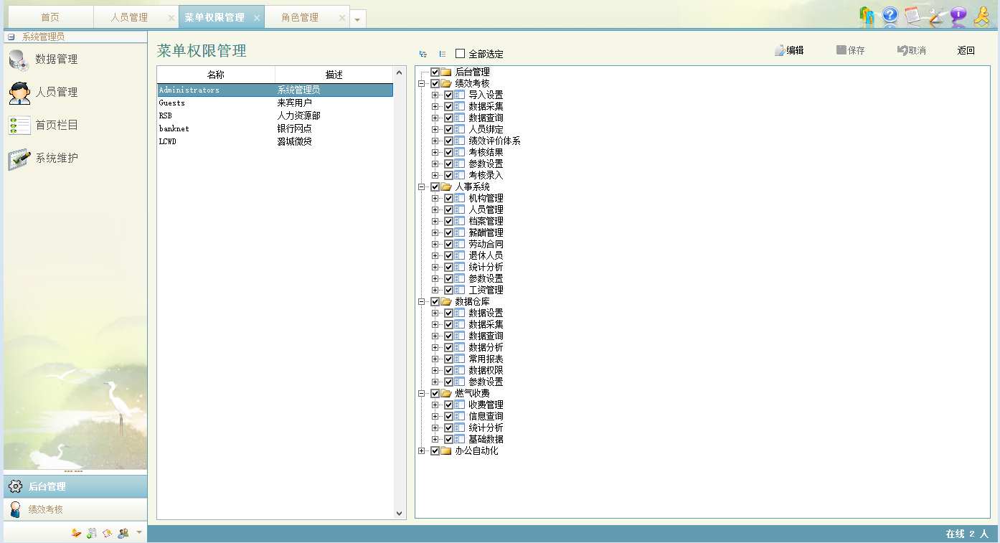 首页 人员管理 菜单权限管理 角色管理
系统管理员
数据管理
人员管理
首页栏目
系统维护
后台管理
绩效考核
菜单权限管理
全部选定 编辑 保存 取消 返回
名称 描述
Administrators 系统管理员
Guests 来宾用户
RSB 人力资源部
banknet 银行网点
LCWD 潞城微贷
后台管理
绩效考核
导入设置
数据采集
数据查询
人员绑定
绩效评价体系
考核结果
参数设置
考核录入
人事系统
机构管理
人员管理
档案管理
薪酬管理
劳动合同
退休人员
统计分析
参数设置
工资管理
数据仓库
数据设置
数据采集
数据查询
数据分析
常用报表
数据权限
参数设置
燃气收费
收费管理
信息查询
统计分析
基础数据
办公自动化
在线 2 人